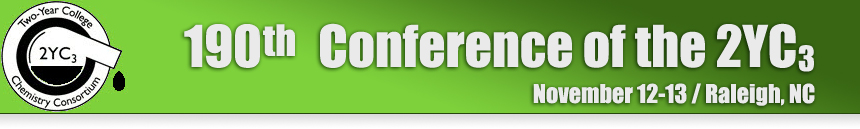 Two-Year College
2YC₃
Chemistry Consortium
190th Conference of the 2YC₃
November 12-13 / Raleigh, NC